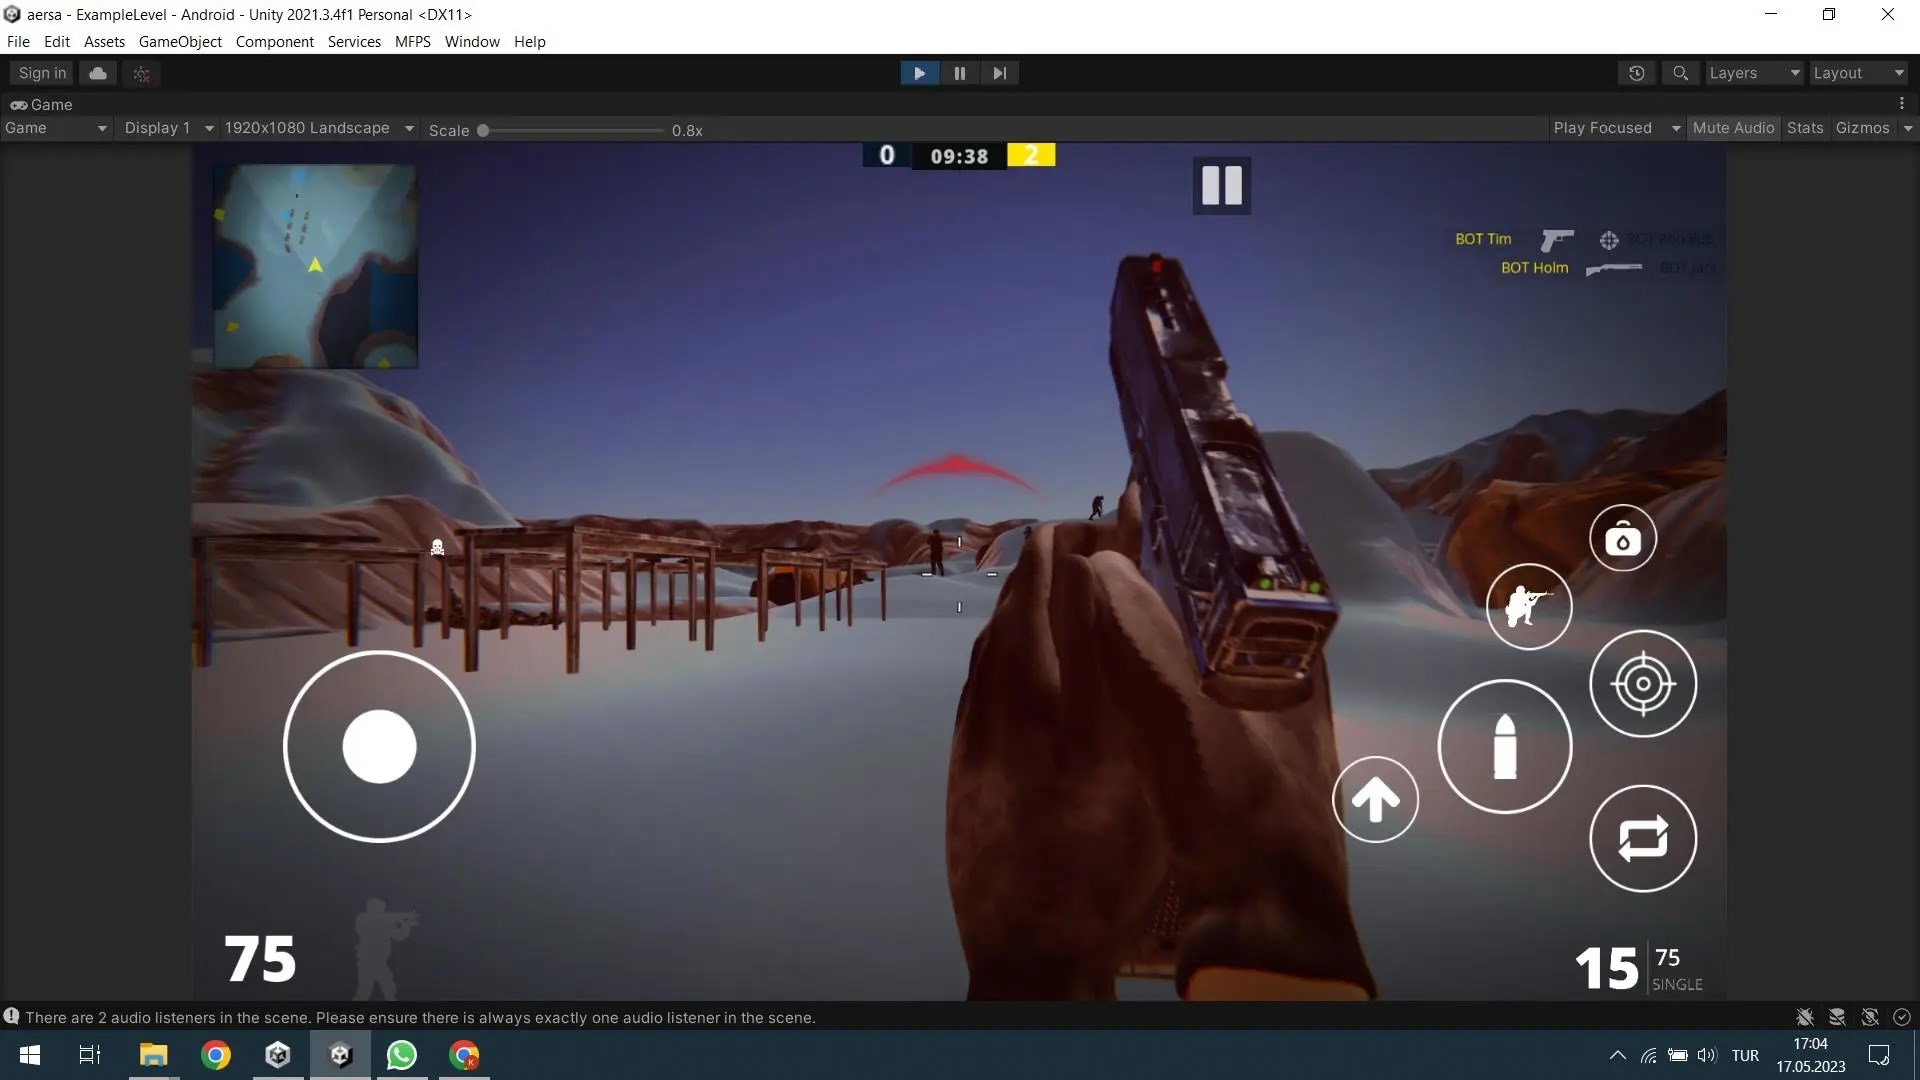 aersa - ExampleLevel - Android - Unity 2021.3.4f1 Personal <DX11>
File Edit Assets GameObject Component Services MFPS Window Help
Sign in Layers Layout
Game
Game Display 1 1920x1080 Landscape Scale 0.8x Play Focused Mute Audio Stats Gizmos
0 09:38 2
BOT Tim
BOT Holm
75
15 75
SINGLE
There are 2 audio listeners in the scene. Please ensure there is always exactly one audio listener in the scene.
TUR 17:04
17.05.2023